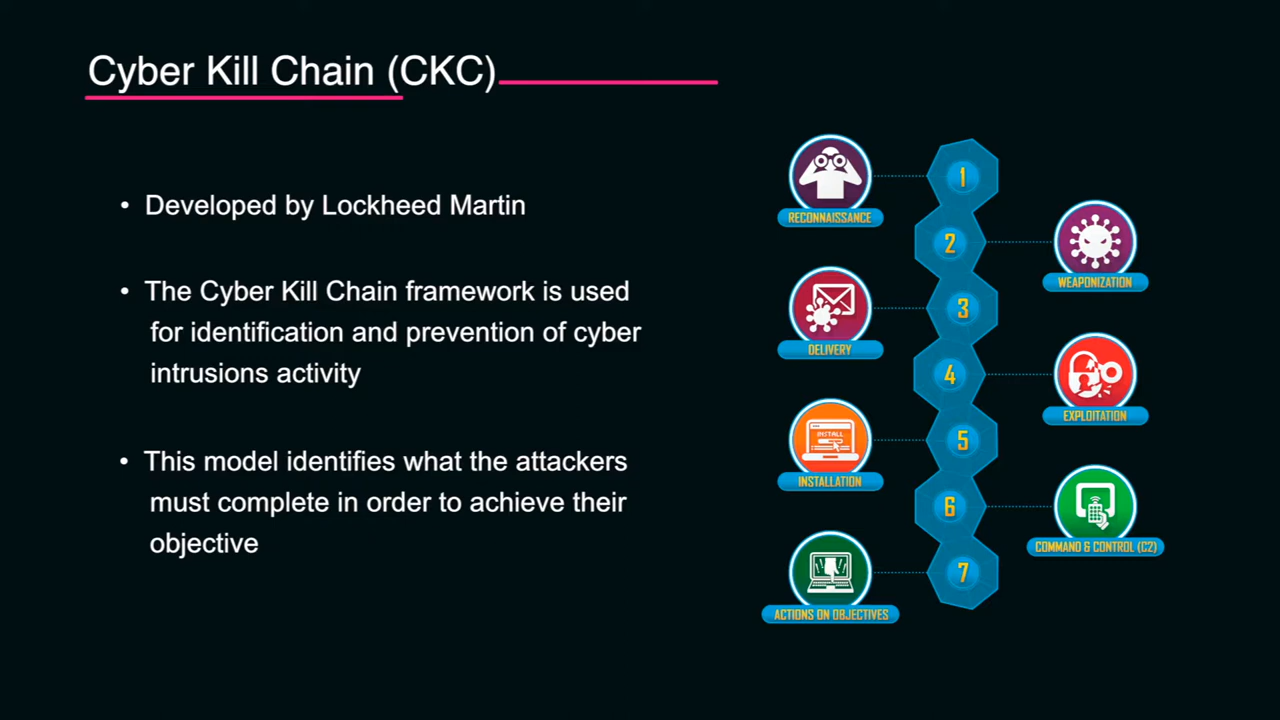 Cyber Kill Chain (CKC)
• Developed by Lockheed Martin
• The Cyber Kill Chain framework is used
for identification and prevention of cyber
intrusions activity
• This model identifies what the attackers
must complete in order to achieve their
objective
1
RECONNAISSANCE
2
WEAPONIZATION
3
DELIVERY
4
EXPLOITATION
5
INSTALL
INSTALLATION
6
COMMAND & CONTROL (C2)
7
ACTIONS ON OBJECTIVES